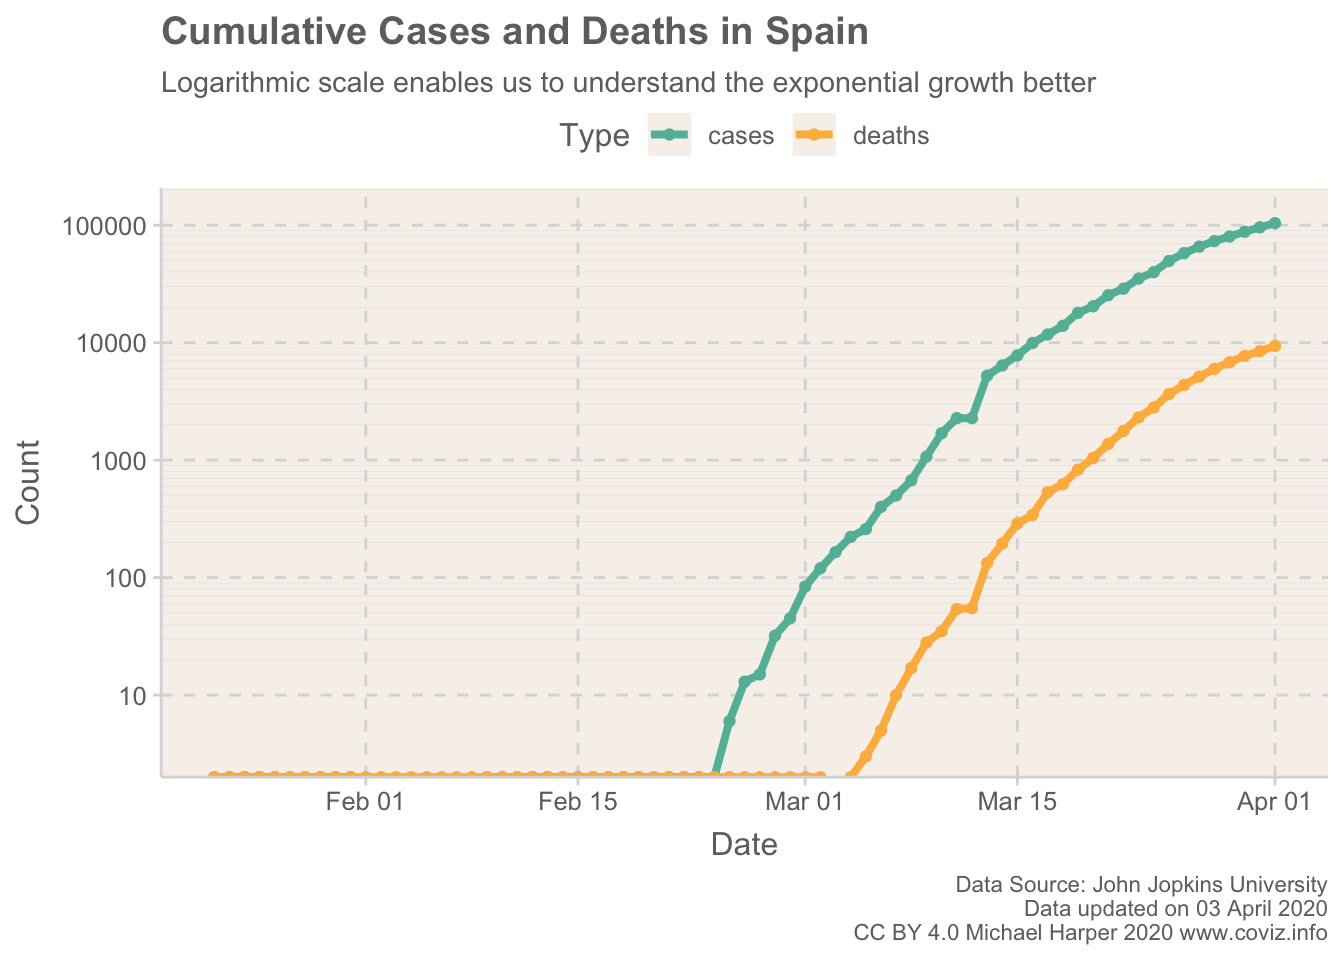 Cumulative Cases and Deaths in Spain
Logarithmic scale enables us to understand the exponential growth better
Type cases deaths
100000
10000
1000
100
10
Count
Feb 01 Feb 15 Mar 01 Mar 15 Apr 01
Date
Data Source: John Jopkins University
Data updated on 03 April 2020
CC BY 4.0 Michael Harper 2020 www.coviz.info